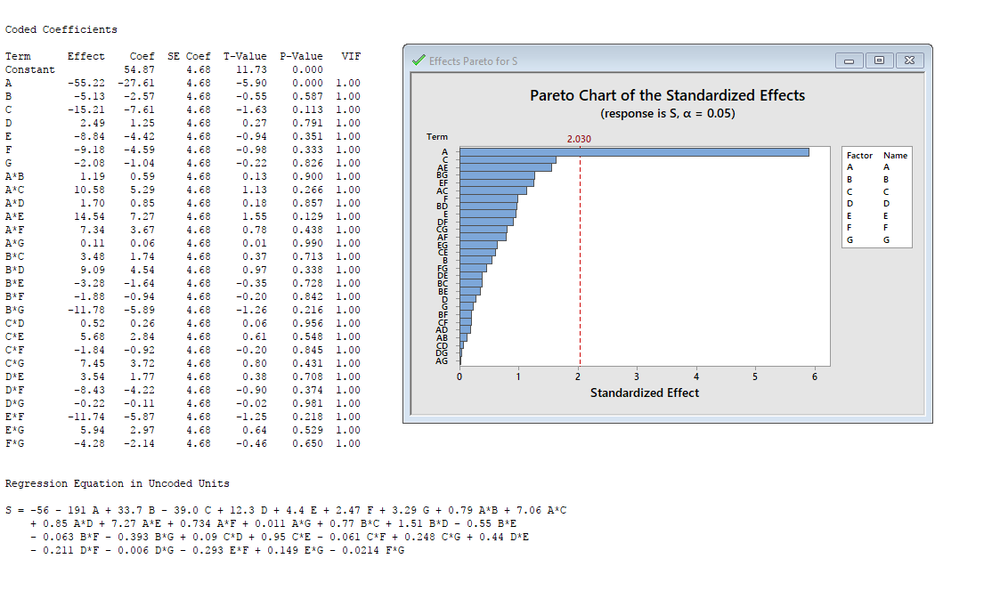 Coded Coefficients
Term Effect Coef SE Coef T-Value P-Value VIF
Constant 54.87 4.68 11.73 0.000
A -55.22 -27.61 4.68 -5.90 0.000 1.00
B -5.13 -2.57 4.68 -0.55 0.587 1.00
C -15.21 -7.61 4.68 -1.63 0.113 1.00
D 2.49 1.25 4.68 0.27 0.791 1.00
E -8.84 -4.42 4.68 -0.94 0.351 1.00
F -9.18 -4.59 4.68 -0.98 0.333 1.00
G -2.08 -1.04 4.68 -0.22 0.826 1.00
A*B 1.19 0.59 4.68 0.13 0.900 1.00
A*C 10.58 5.29 4.68 1.13 0.266 1.00
A*D 1.70 0.85 4.68 0.18 0.857 1.00
A*E 14.54 7.27 4.68 1.55 0.129 1.00
A*F 7.34 3.67 4.68 0.78 0.438 1.00
A*G 0.11 0.06 4.68 0.01 0.990 1.00
B*C 3.48 1.74 4.68 0.37 0.713 1.00
B*D 9.09 4.54 4.68 0.97 0.338 1.00
B*E -3.28 -1.64 4.68 -0.35 0.728 1.00
B*F -1.88 -0.94 4.68 -0.20 0.842 1.00
B*G -11.78 -5.89 4.68 -1.26 0.216 1.00
C*D 0.52 0.26 4.68 0.06 0.956 1.00
C*E 5.68 2.84 4.68 0.61 0.548 1.00
C*F -1.84 -0.92 4.68 -0.20 0.845 1.00
C*G 7.45 3.72 4.68 0.80 0.431 1.00
D*E 3.54 1.77 4.68 0.38 0.708 1.00
D*F -8.43 -4.22 4.68 -0.90 0.374 1.00
D*G -0.22 -0.11 4.68 -0.02 0.981 1.00
E*F -11.74 -5.87 4.68 -1.25 0.218 1.00
E*G 5.94 2.97 4.68 0.64 0.529 1.00
F*G -4.28 -2.14 4.68 -0.46 0.650 1.00
Effects Pareto for S
Pareto Chart of the Standardized Effects
(response is S, α = 0.05)
Term
2.030
A
C
AE
BG
EF
AC
F
BD
E
DF
CG
AF
EG
CE
B
FG
DE
BC
BE
D
G
BF
CF
AD
AB
CD
DG
AG
0 1 2 3 4 5 6
Standardized Effect
Factor Name
A A
B B
C C
D D
E E
F F
G G
Regression Equation in Uncoded Units
S = -56 - 191 A + 33.7 B - 39.0 C + 12.3 D + 4.4 E + 2.47 F + 3.29 G + 0.79 A*B + 7.06 A*C
+ 0.85 A*D + 7.27 A*E + 0.734 A*F + 0.011 A*G + 0.77 B*C + 1.51 B*D - 0.55 B*E
- 0.063 B*F - 0.393 B*G + 0.09 C*D + 0.95 C*E - 0.061 C*F + 0.248 C*G + 0.44 D*E
- 0.211 D*F - 0.006 D*G - 0.293 E*F + 0.149 E*G - 0.0214 F*G